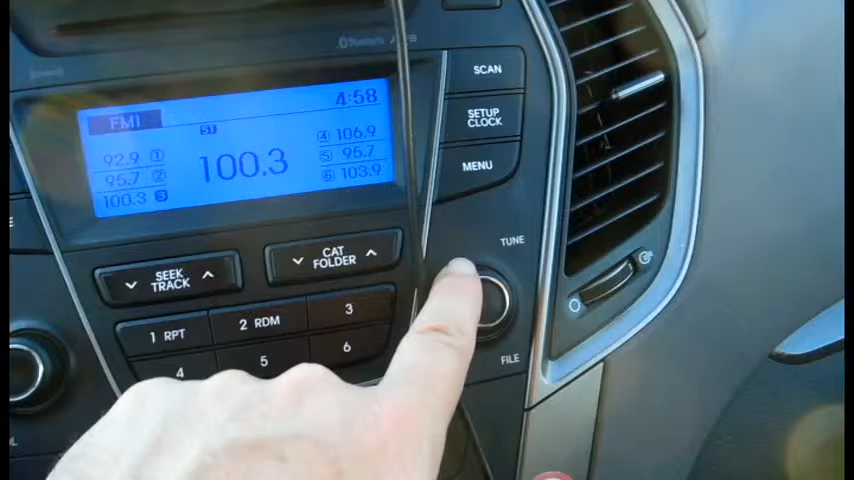 Bluetooth
SCAN
FM1
4:58
ST
SETUP
CLOCK
92.9 1
4 106.9
95.7 2
100.3
5 95.7
100.3 3
6 103.9
MENU
TUNE
SEEK
TRACK
CAT
FOLDER
1 RPT
2 RDM
3
4
5
6
FILE